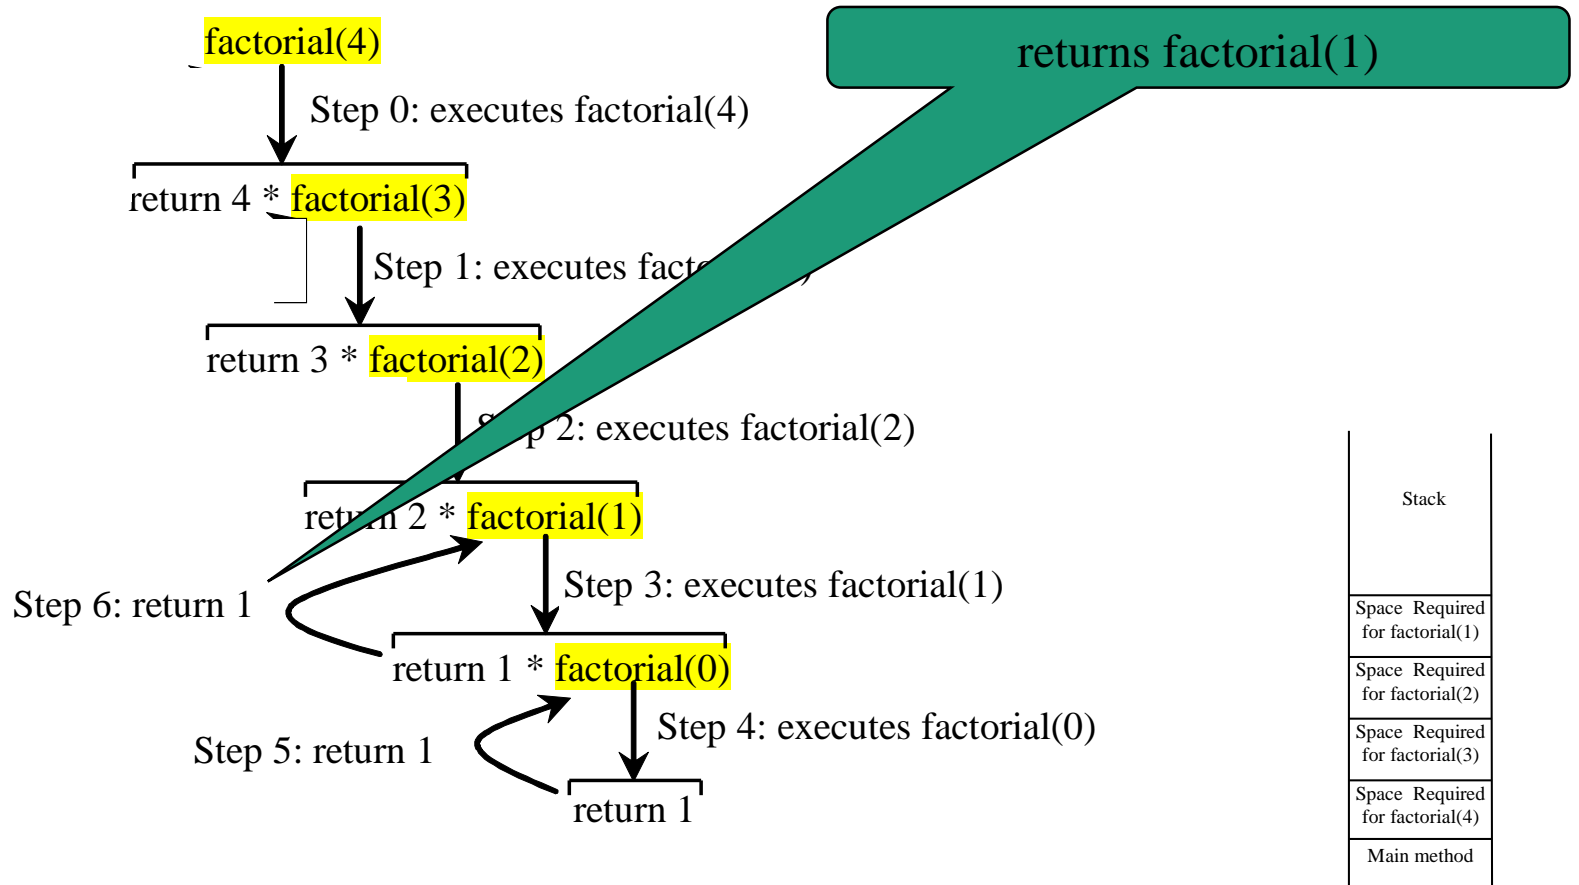 factorial(4)
returns factorial(1)
Step 0: executes factorial(4)
return 4 * factorial(3)
Step 1: executes
return 3 * factorial(2)
2: executes factorial(2)
return 2 * factorial(1)
Step 3: executes factorial(1)
Step 6: return 1
return 1 * factorial(0)
Step 4: executes factorial(0)
Step 5: return 1
return 1
Stack
Space Required
for factorial(1)
Space Required
for factorial(2)
Space Required
for factorial(3)
Space Required
for factorial(4)
Main method